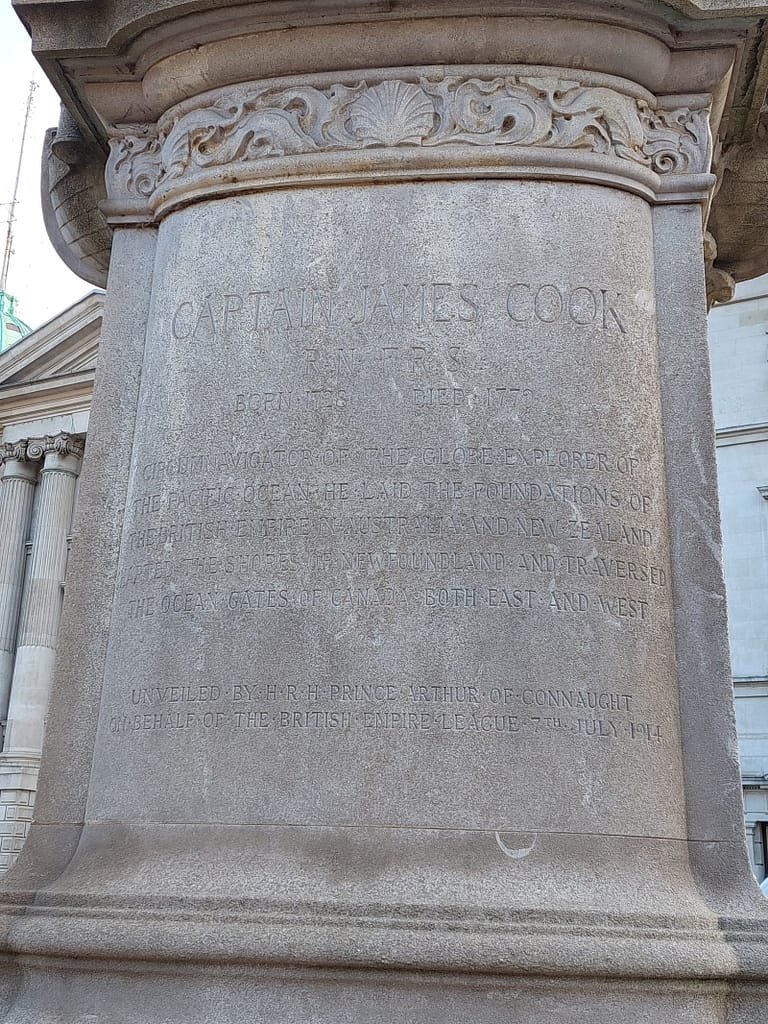 CAPTAIN JAMES COOK
R·N· F·R·S·
BORN 1728 DIED 1779
CIRCUMNAVIGATOR OF THE GLOBE EXPLORER OF
THE PACIFIC OCEAN HE LAID THE FOUNDATIONS OF
THE BRITISH EMPIRE IN AUSTRALIA AND NEW ZEALAND
CHARTED THE SHORES OF NEWFOUNDLAND AND TRAVERSED
THE OCEAN GATES OF CANADA BOTH EAST AND WEST
UNVEILED·BY·H·R·H·PRINCE·ARTHUR·OF·CONNAUGHT
ON·BEHALF·OF·THE·BRITISH·EMPIRE·LEAGUE·7TH·JULY·1914